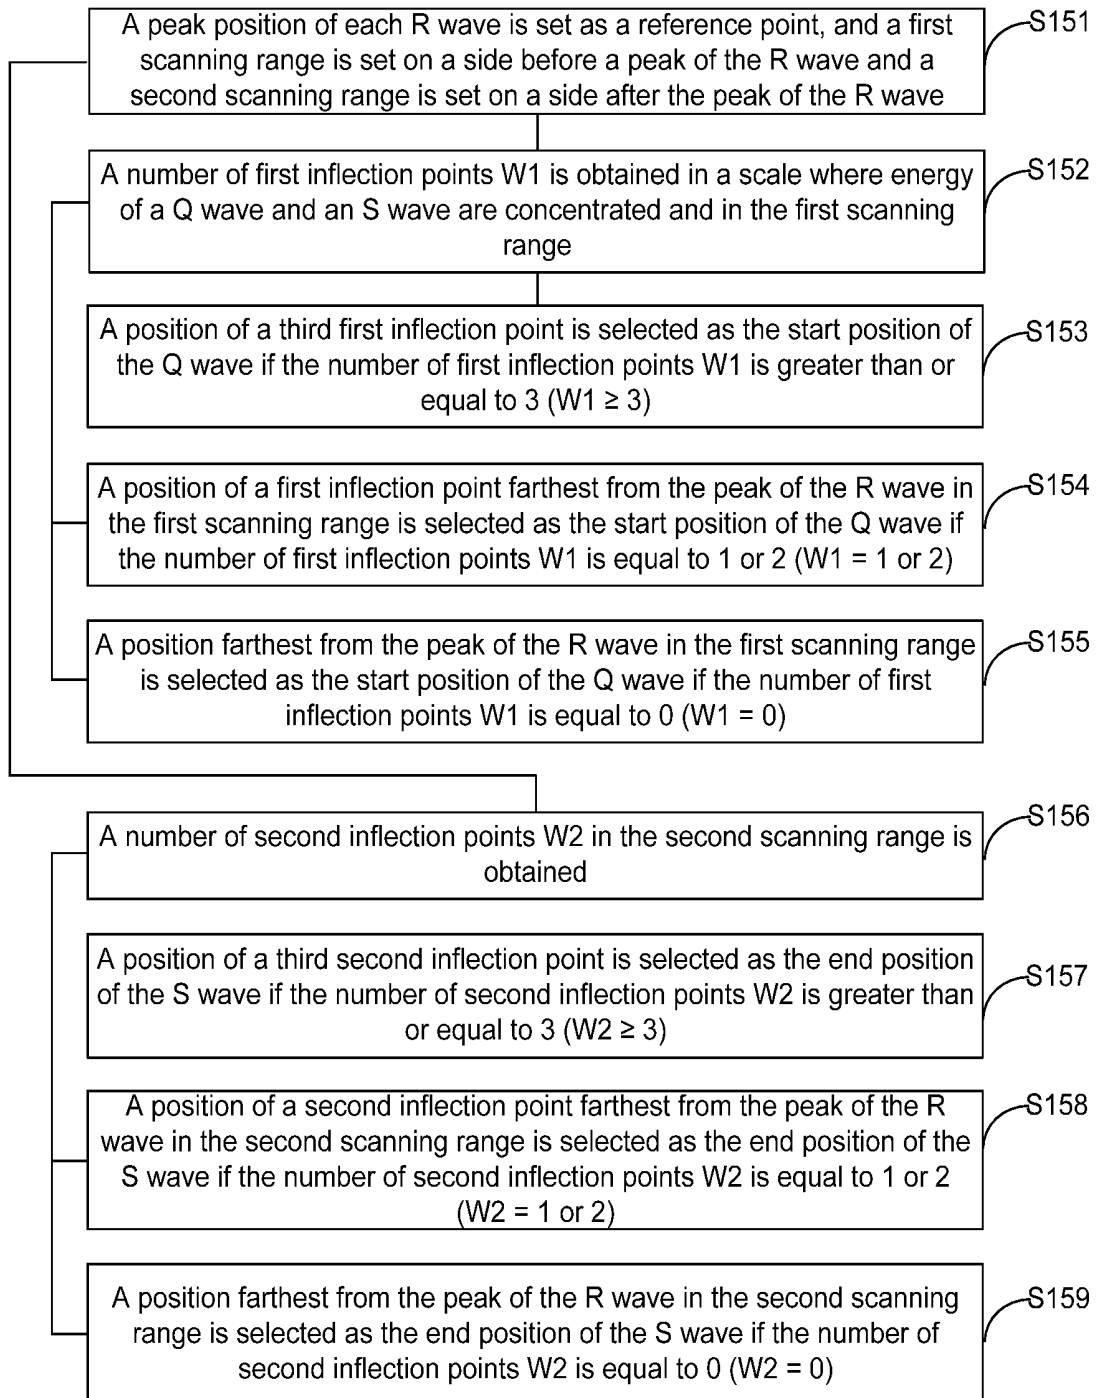 A peak position of each R wave is set as a reference point, and a first
scanning range is set on a side before a peak of the R wave and a
second scanning range is set on a side after the peak of the R wave
S151
A number of first inflection points W1 is obtained in a scale where energy
of a Q wave and an S wave are concentrated and in the first scanning
range
S152
A position of a third first inflection point is selected as the start position of
the Q wave if the number of first inflection points W1 is greater than or
equal to 3 (W1 ≥ 3)
S153
A position of a first inflection point farthest from the peak of the R wave in
the first scanning range is selected as the start position of the Q wave if
the number of first inflection points W1 is equal to 1 or 2 (W1 = 1 or 2)
S154
A position farthest from the peak of the R wave in the first scanning range
is selected as the start position of the Q wave if the number of first
inflection points W1 is equal to 0 (W1 = 0)
S155
A number of second inflection points W2 in the second scanning range is
obtained
S156
A position of a third second inflection point is selected as the end position
of the S wave if the number of second inflection points W2 is greater than
or equal to 3 (W2 ≥ 3)
S157
A position of a second inflection point farthest from the peak of the R
wave in the second scanning range is selected as the end position of the
S wave if the number of second inflection points W2 is equal to 1 or 2
(W2 = 1 or 2)
S158
A position farthest from the peak of the R wave in the second scanning
range is selected as the end position of the S wave if the number of
second inflection points W2 is equal to 0 (W2 = 0)
S159